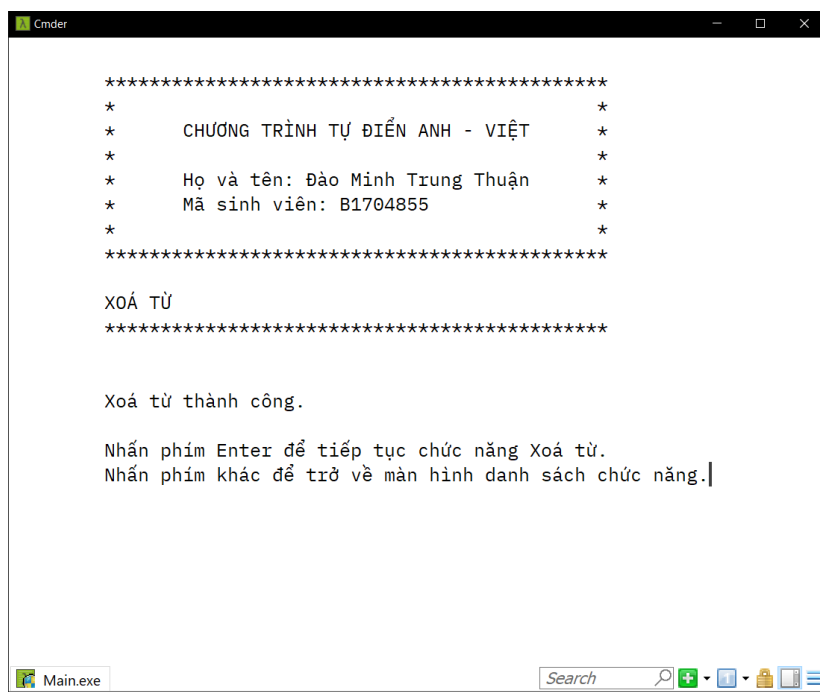 Cmder
*********************************************
* *
* CHƯƠNG TRÌNH TỰ ĐIỂN ANH - VIỆT *
* *
* Họ và tên: Đào Minh Trung Thuận *
* Mã sinh viên: B1704855 *
* *
*********************************************
XOÁ TỪ
*********************************************
Xoá từ thành công.
Nhấn phím Enter để tiếp tục chức năng Xoá từ.
Nhấn phím khác để trở về màn hình danh sách chức năng.
Main.exe Search